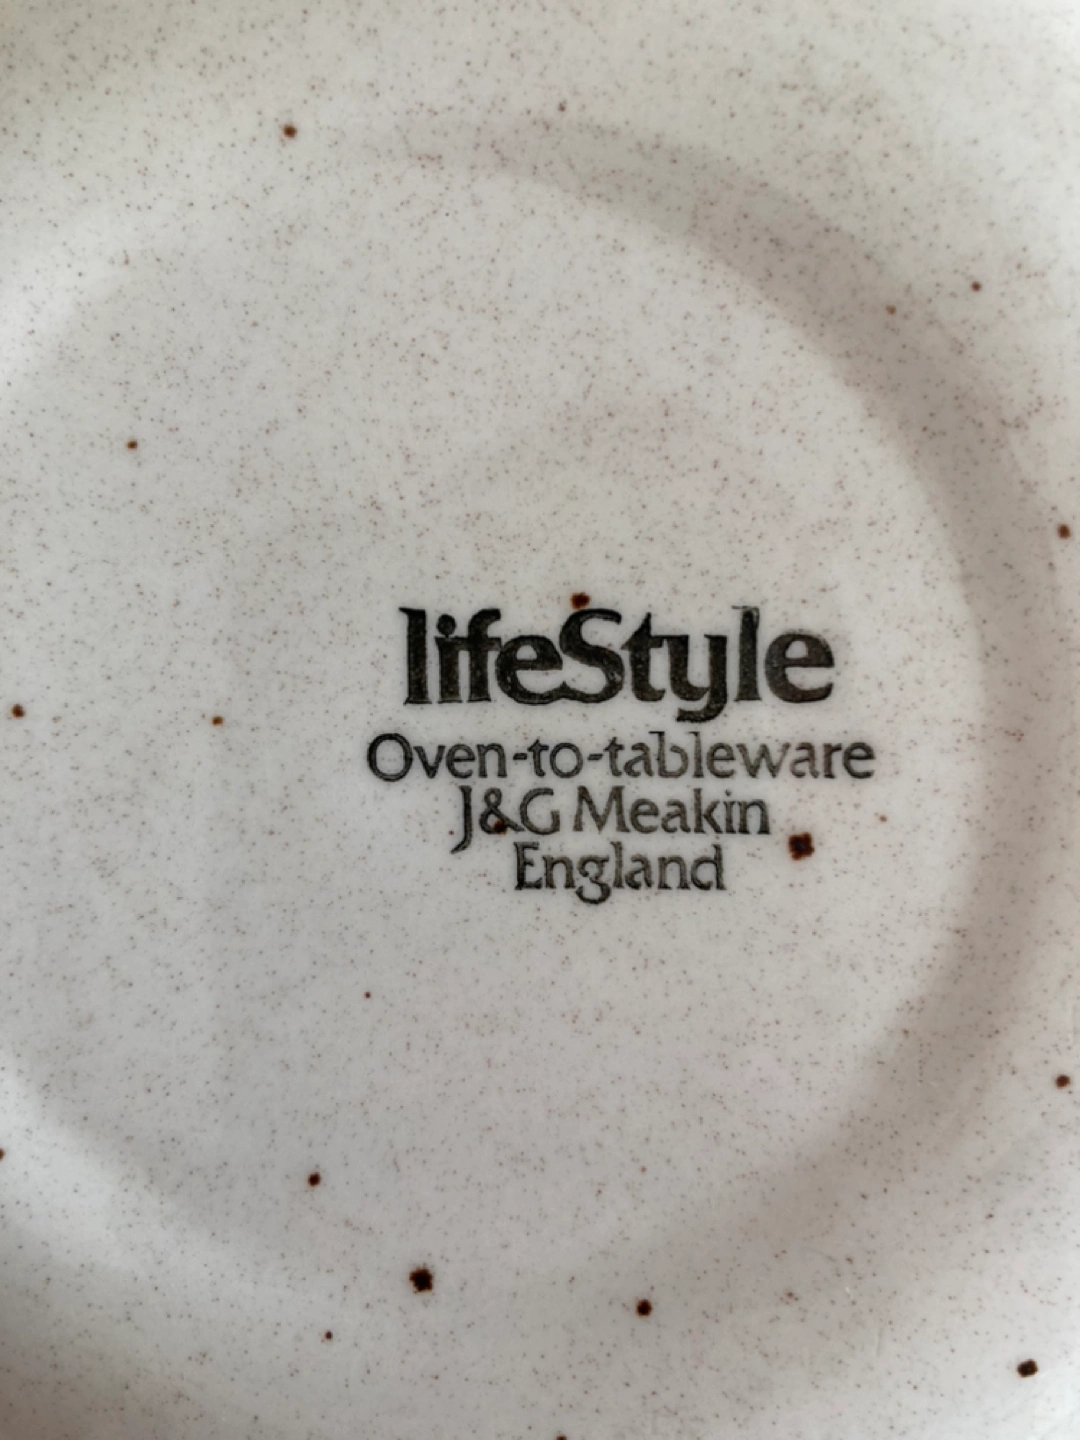 lifeStyle
Oven-to-tableware
J&G Meakin
England